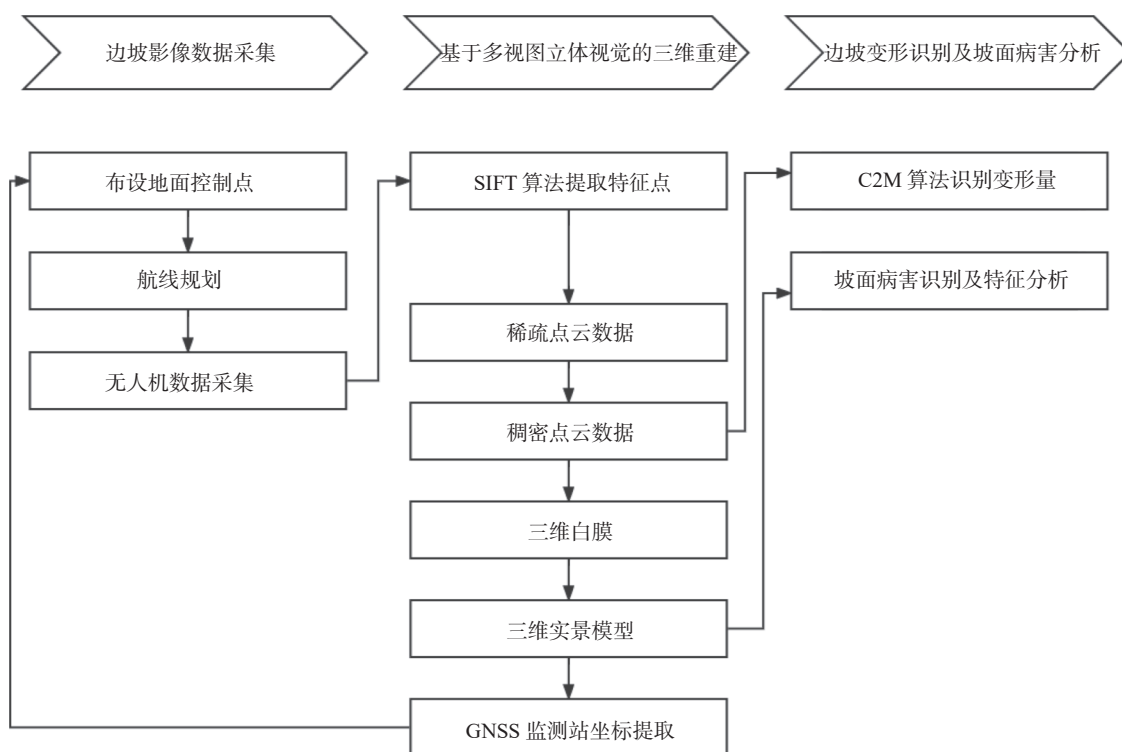 边坡影像数据采集
基于多视图立体视觉的三维重建
边坡变形识别及坡面病害分析
布设地面控制点
航线规划
无人机数据采集
SIFT 算法提取特征点
稀疏点云数据
稠密点云数据
三维白膜
三维实景模型
GNSS 监测站坐标提取
C2M 算法识别变形量
坡面病害识别及特征分析